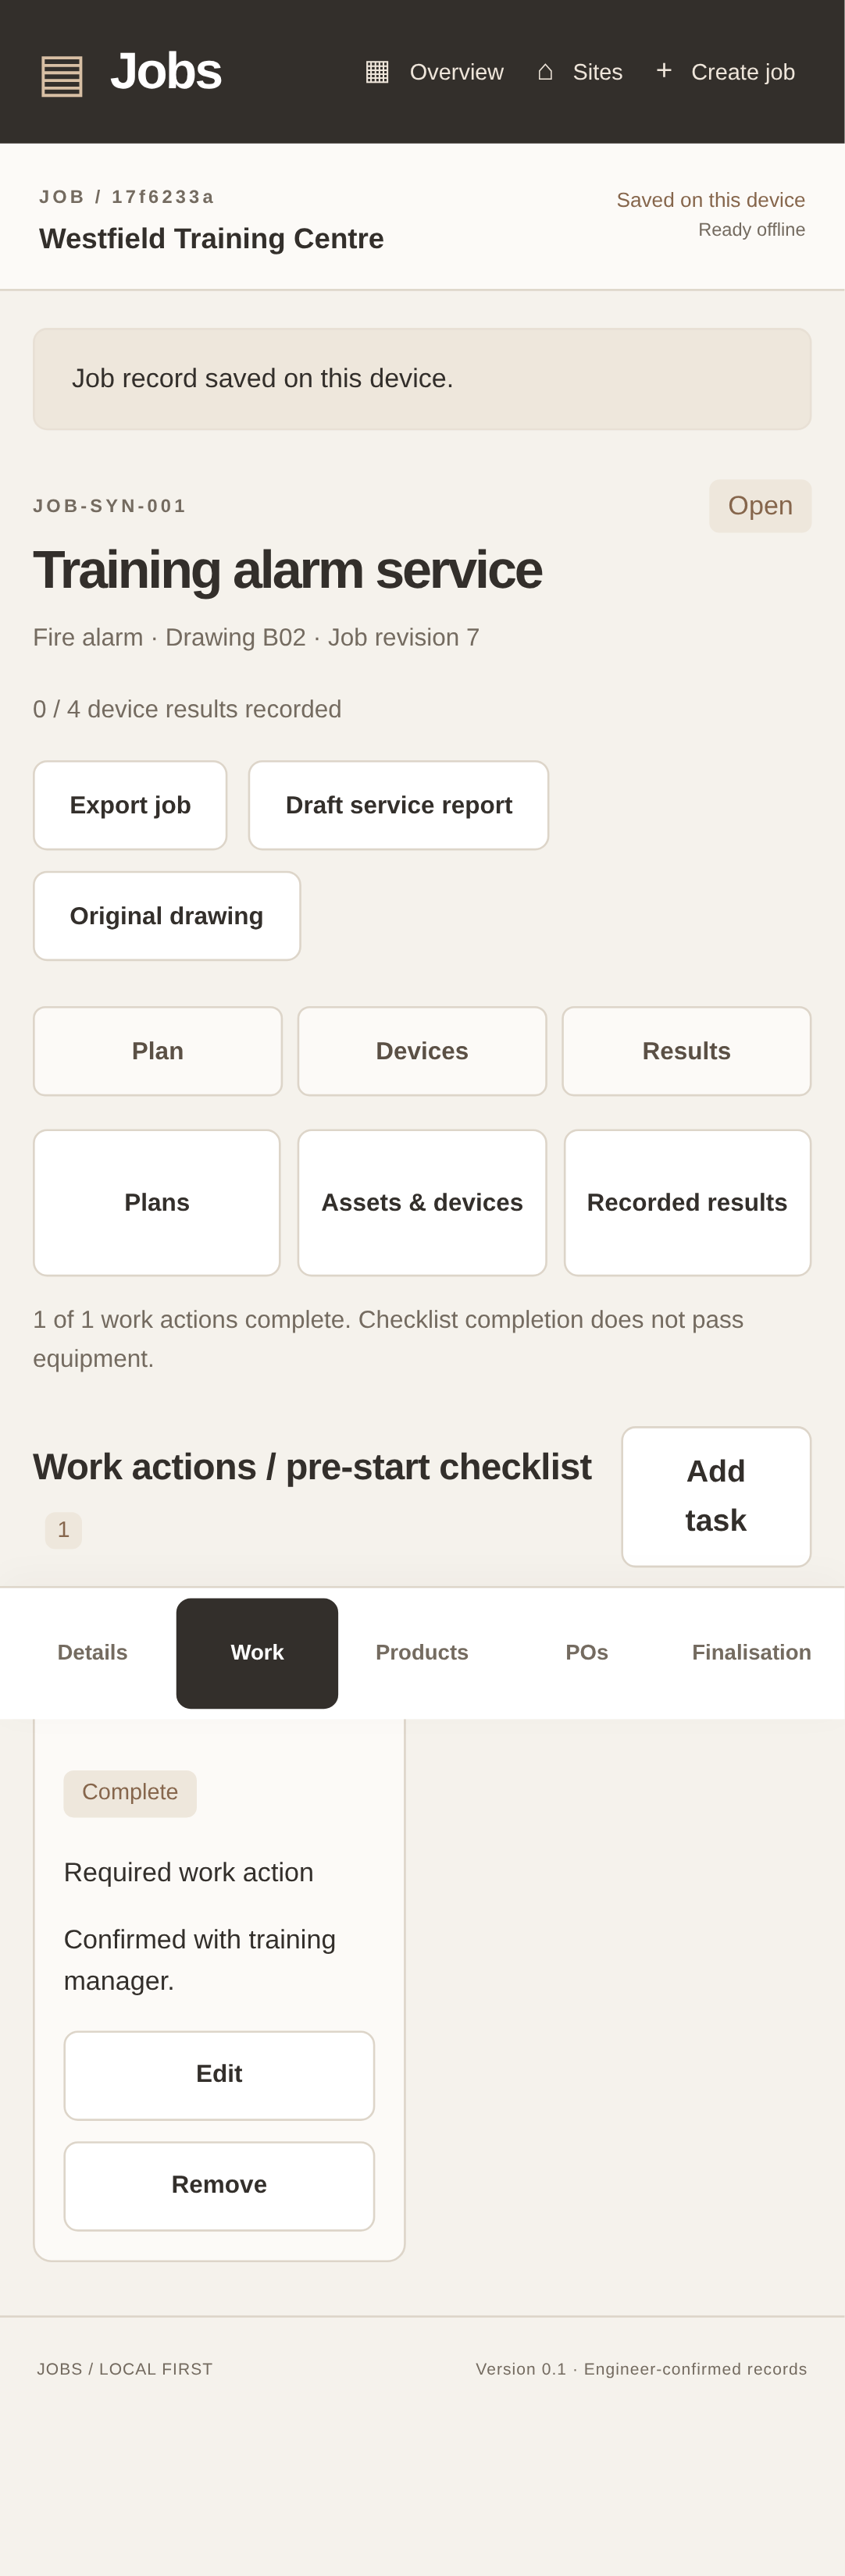 Jobs
Overview
Sites
+ Create job
JOB / 17f6233a
Westfield Training Centre
Saved on this device
Ready offline
Job record saved on this device.
JOB-SYN-001
Open
Training alarm service
Fire alarm · Drawing B02 · Job revision 7
0 / 4 device results recorded
Export job
Draft service report
Original drawing
Plan
Devices
Results
Plans
Assets & devices
Recorded results
1 of 1 work actions complete. Checklist completion does not pass
equipment.
Work actions / pre-start checklist
1
Add
task
Details
Work
Products
POs
Finalisation
Complete
Required work action
Confirmed with training
manager.
Edit
Remove
JOBS / LOCAL FIRST
Version 0.1 · Engineer-confirmed records